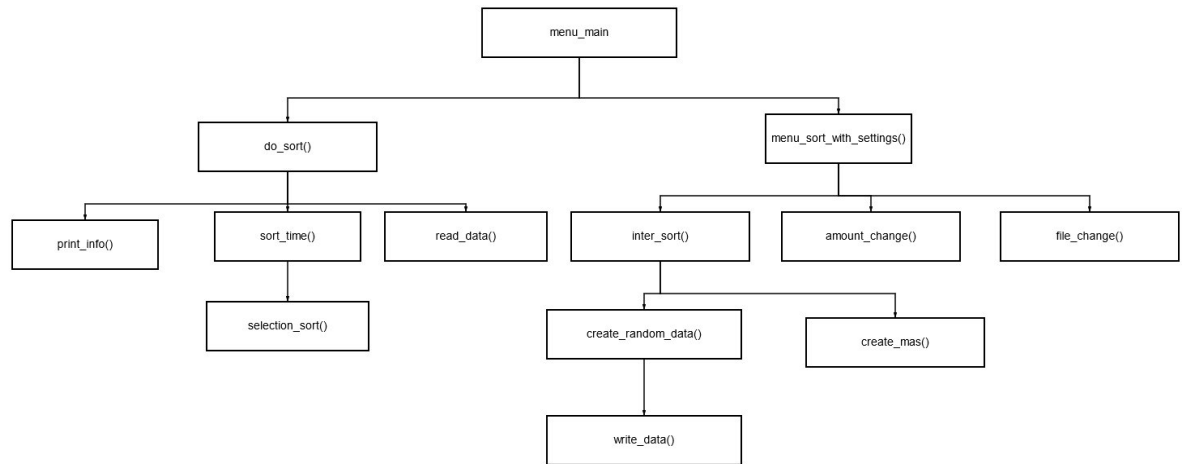 menu_main
do_sort()
menu_sort_with_settings()
print_info()
sort_time()
read_data()
inter_sort()
amount_change()
file_change()
selection_sort()
create_random_data()
create_mas()
write_data()